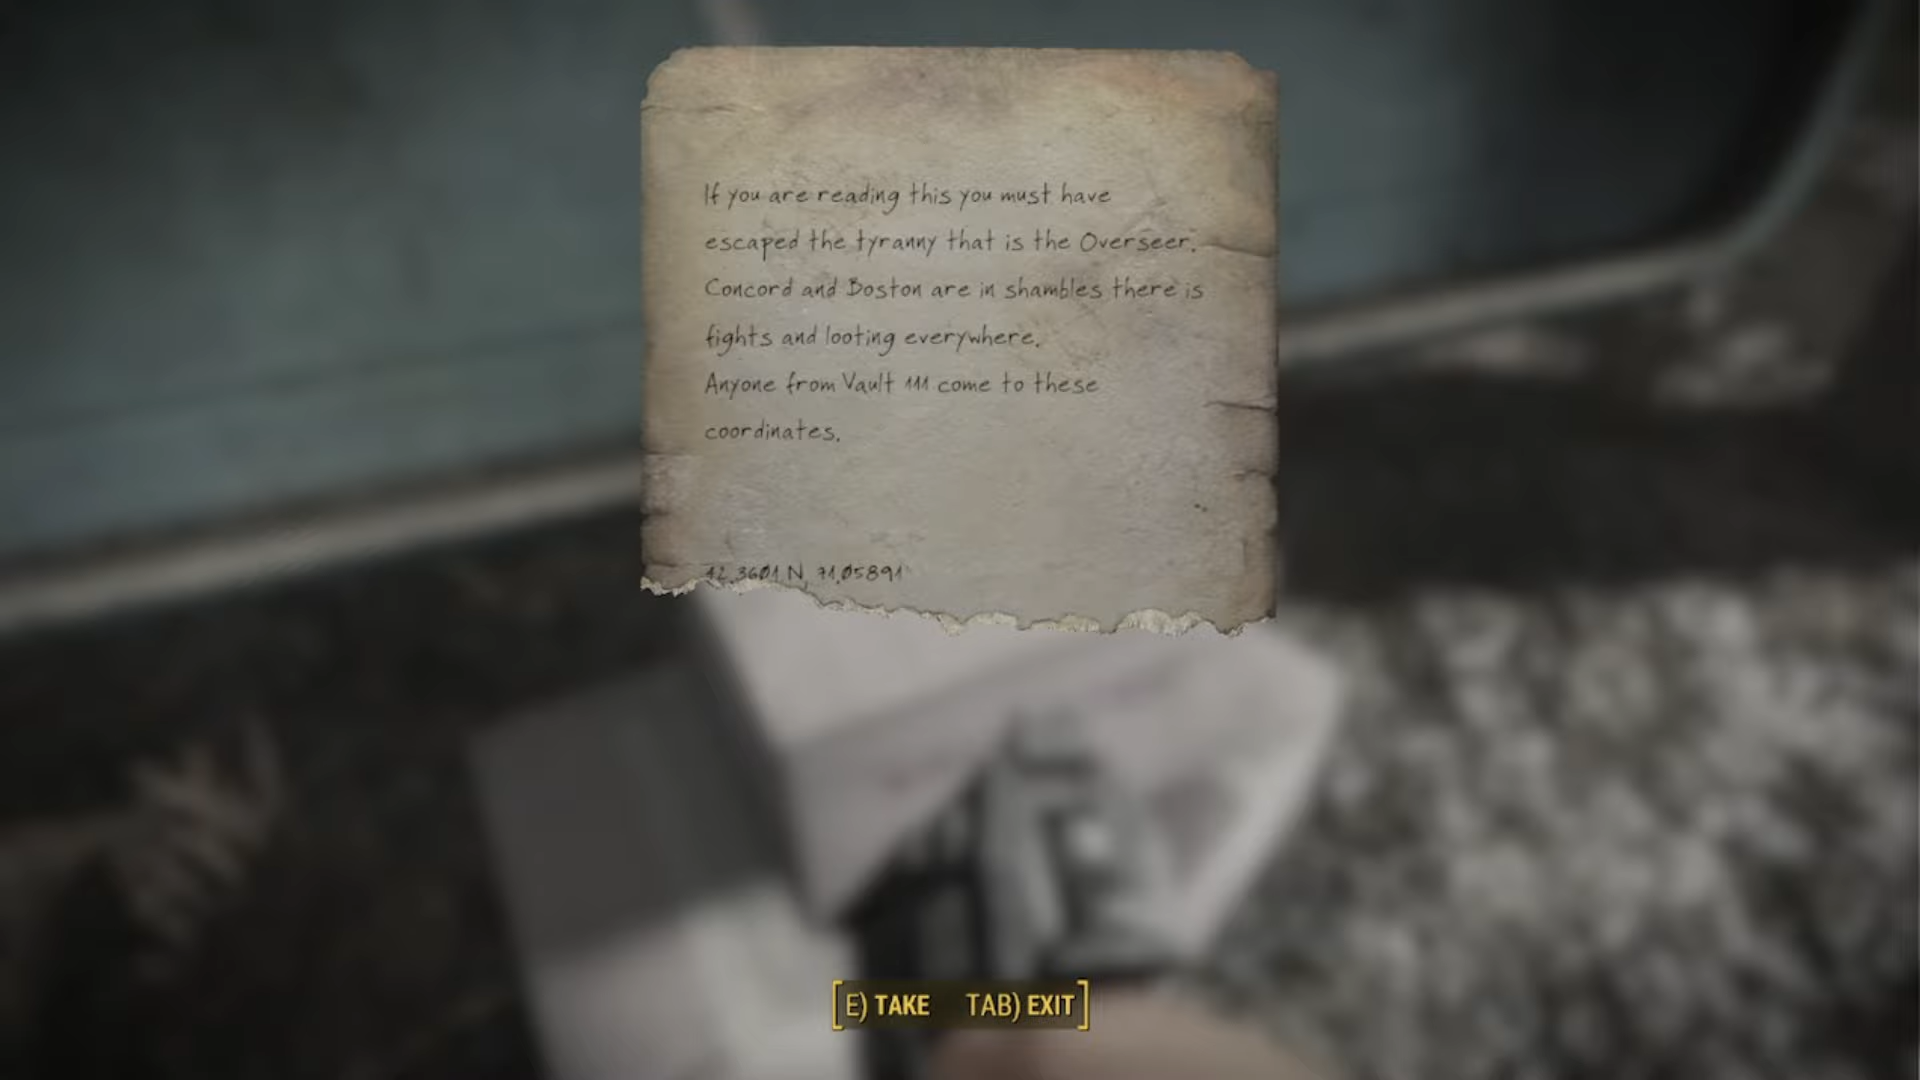 If you are reading this you must have
escaped the tyranny that is the Overseer.
Concord and Boston are in shambles there is
fights and looting everywhere.
Anyone from Vault 111 come to these
coordinates.
42.3601 N, 71.05891
E) TAKE TAB) EXIT